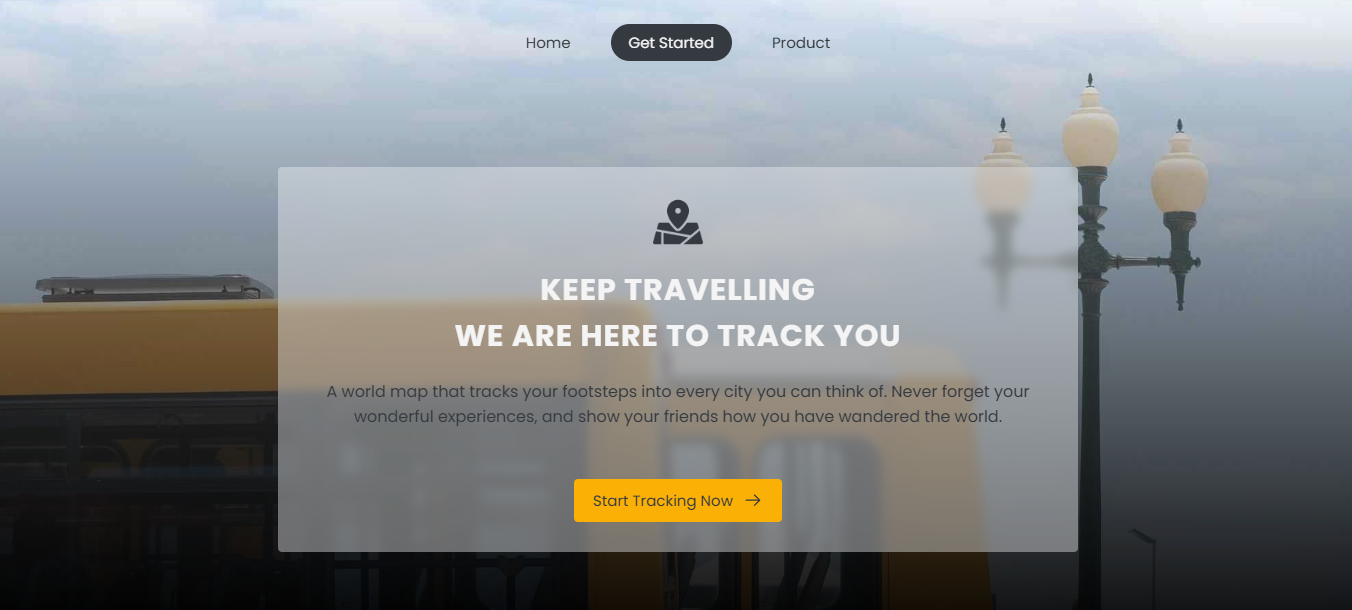 Home
Get Started
Product
KEEP TRAVELLING
WE ARE HERE TO TRACK YOU
A world map that tracks your footsteps into every city you can think of. Never forget your
wonderful experiences, and show your friends how you have wandered the world.
Start Tracking Now